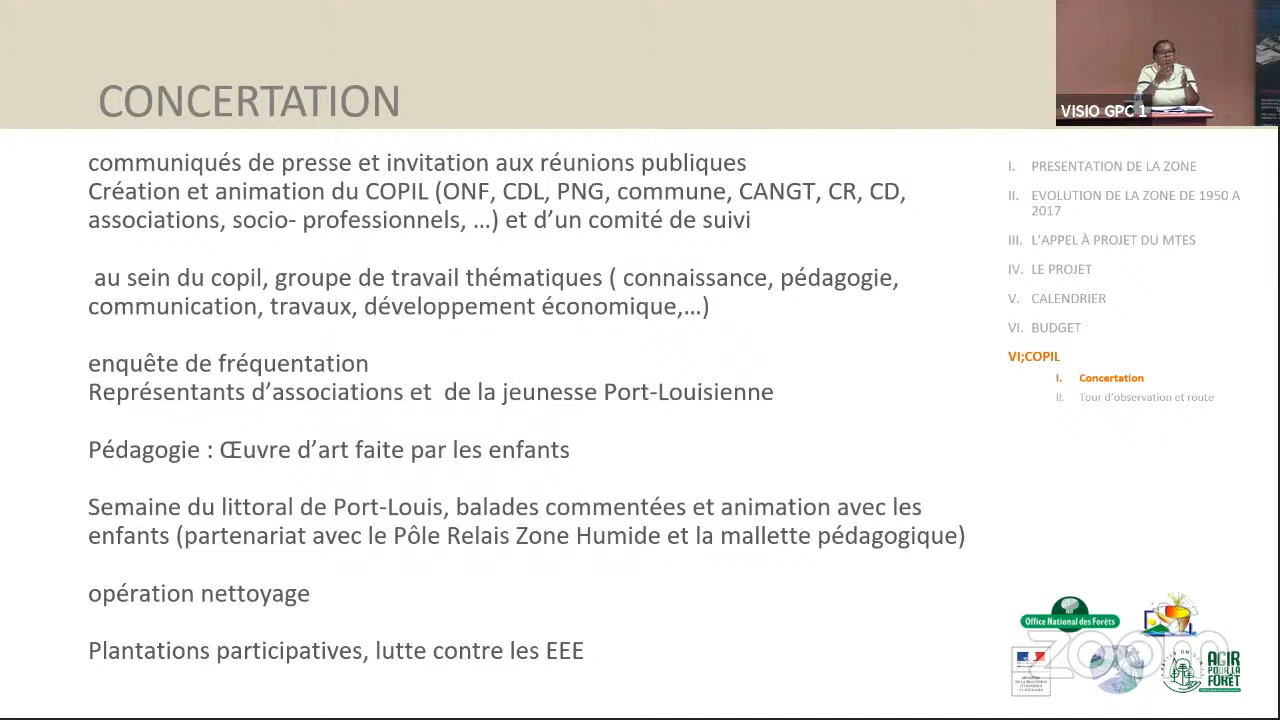 CONCERTATION
VISIO GPC 1
communiqués de presse et invitation aux réunions publiques
Création et animation du COPIL (ONF, CDL, PNG, commune, CANGT, CR, CD,
associations, socio- professionnels, …) et d’un comité de suivi
au sein du copil, groupe de travail thématiques ( connaissance, pédagogie,
communication, travaux, développement économique,…)
enquête de fréquentation
Représentants d’associations et de la jeunesse Port-Louisienne
Pédagogie : Œuvre d’art faite par les enfants
Semaine du littoral de Port-Louis, balades commentées et animation avec les
enfants (partenariat avec le Pôle Relais Zone Humide et la mallette pédagogique)
opération nettoyage
Plantations participatives, lutte contre les EEE
I. PRESENTATION DE LA ZONE
II. EVOLUTION DE LA ZONE DE 1950 A
2017
III. L’APPEL À PROJET DU MTES
IV. LE PROJET
V. CALENDRIER
VI. BUDGET
VI;COPIL
I. Concertation
II. Tour d’observation et route
Office National des Forêts
zoom
AGIR
POUR LA
FORÊT